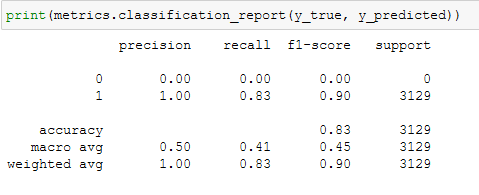 print(metrics.classification_report(y_true, y_predicted))
precision recall f1-score support
0 0.00 0.00 0.00 0
1 1.00 0.83 0.90 3129
accuracy 0.83 3129
macro avg 0.50 0.41 0.45 3129
weighted avg 1.00 0.83 0.90 3129